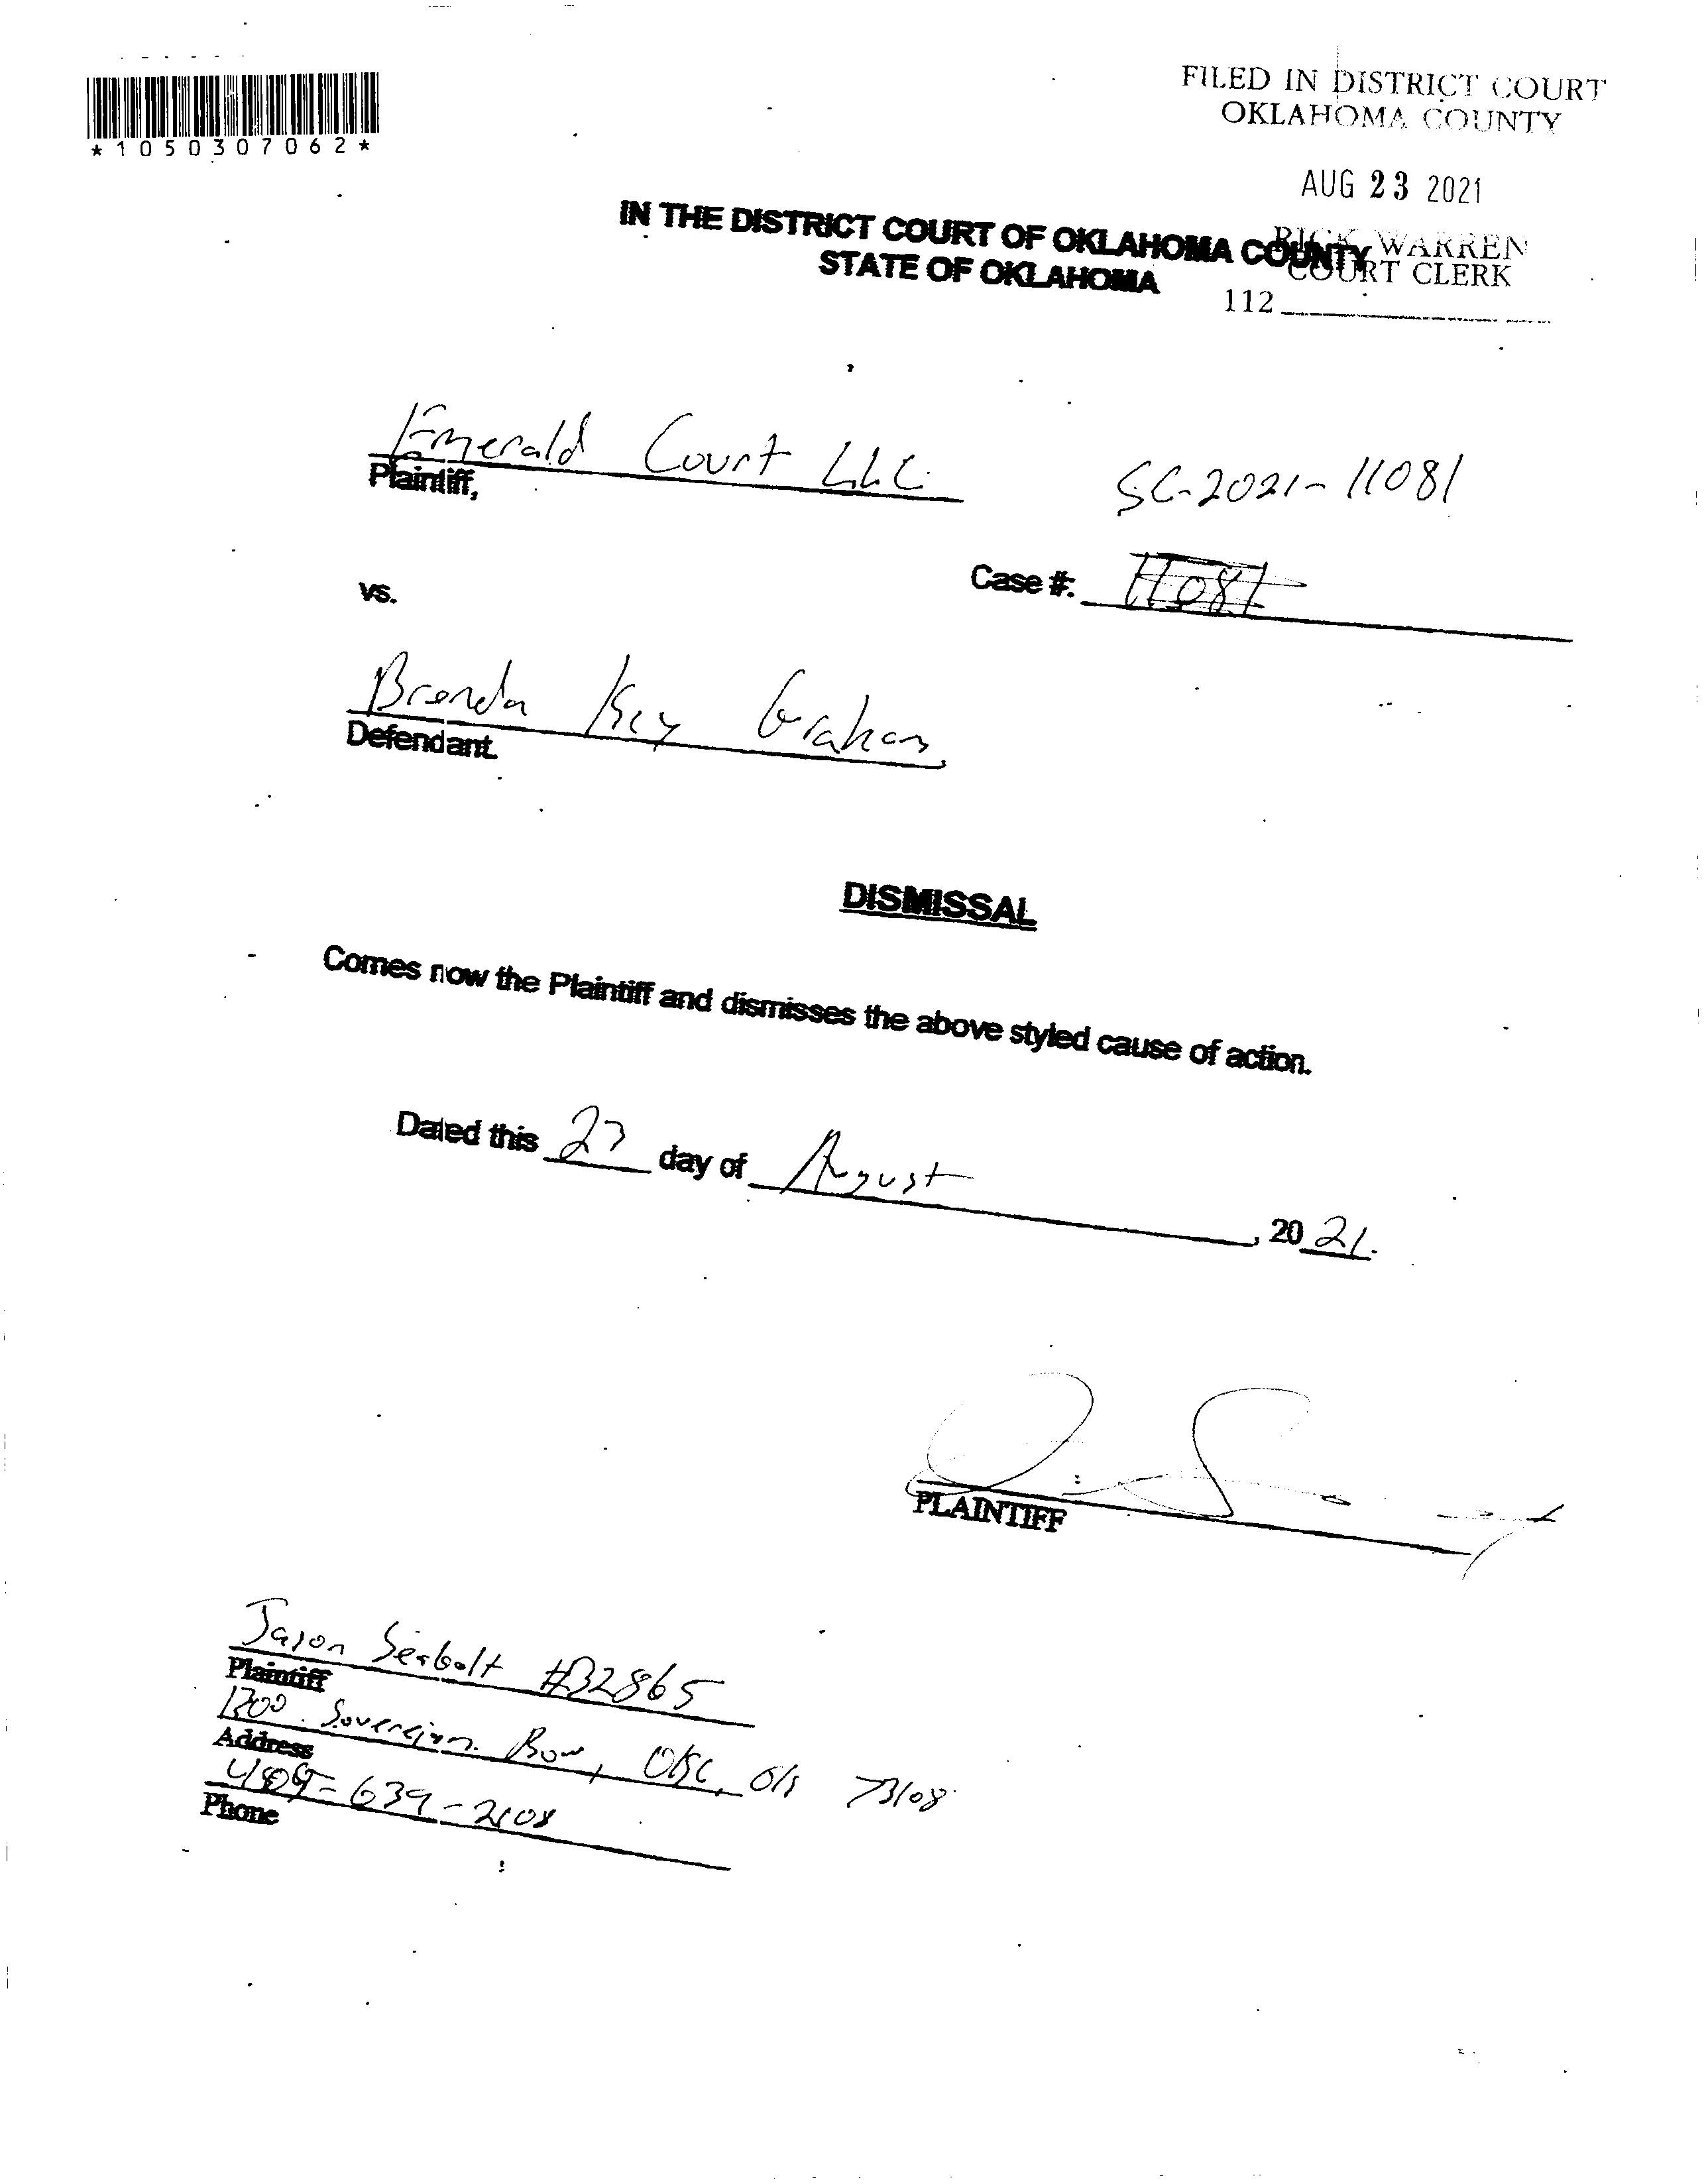 FILED IN DISTRICT COURT
OKLAHOMA COUNTY
*1050307062*
AUG 23 2021
RICK WARREN
COURT CLERK
112
IN THE DISTRICT COURT OF OKLAHOMA COUNTY
STATE OF OKLAHOMA
Emerald Court LLC
Plaintiff,
SC-2021-11081
vs.
Case #: 11081
Brenda Kay Graham
Defendant.
DISMISSAL
Comes now the Plaintiff and dismisses the above styled cause of action.
Dated this 23 day of August, 2021.
PLAINTIFF
Jason Seabolt #32865
Plaintiff
1300 Sovereign Row, OKC, Ok 73108
Address
639-2108
Phone